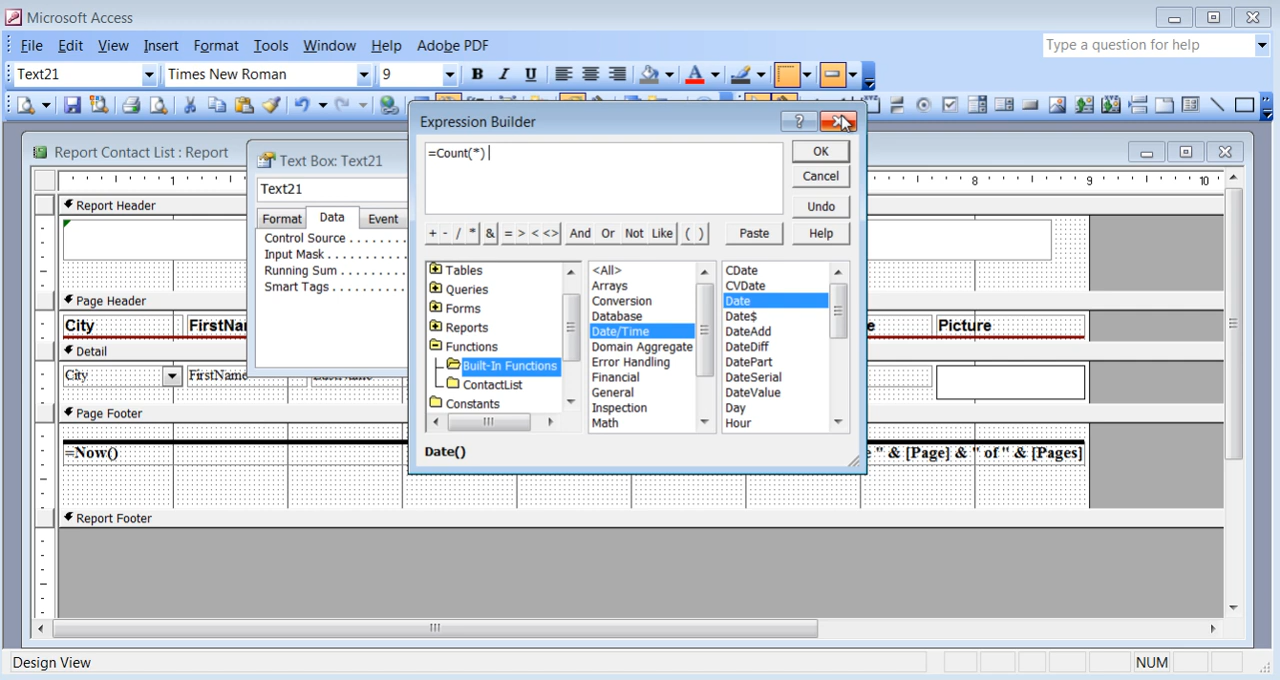 Microsoft Access
File Edit View Insert Format Tools Window Help Adobe PDF
Type a question for help
Text21 Times New Roman 9 B I U
Report Contact List : Report
Text Box: Text21
Text21
Format Data Event
Control Source . . . . . . . .
Input Mask . . . . . . . . . .
Running Sum . . . . . . . . .
Smart Tags . . . . . . . . . .
Expression Builder
?
=Count(*)
OK
Cancel
Undo
Help
+ - / * & = > < <> And Or Not Like ( ) Paste
Tables
Queries
Forms
Reports
Functions
Built-In Functions
ContactList
Constants
<All>
Arrays
Conversion
Database
Date/Time
Domain Aggregate
Error Handling
Financial
General
Inspection
Math
CDate
CVDate
Date
Date$
DateAdd
DateDiff
DatePart
DateSerial
DateValue
Day
Hour
Date()
1 8 9 10
Report Header
Page Header
City Picture
Detail
City FirstName
Page Footer
=Now() " & [Page] & " of " & [Pages]
Report Footer
Design View NUM